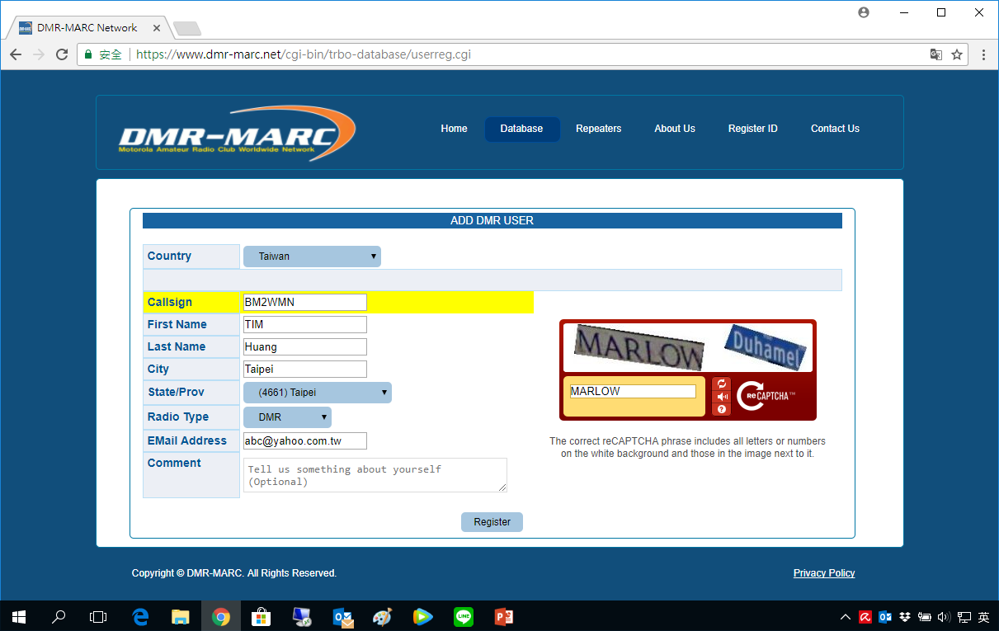 DMR-MARC Network
安全
https://www.dmr-marc.net/cgi-bin/trbo-database/userreg.cgi
DMR-MARC
Motorola Amateur Radio Club Worldwide Network
Home Database Repeaters About Us Register ID Contact Us
ADD DMR USER
Country Taiwan
Callsign BM2WMN
First Name TIM
Last Name Huang
City Taipei
State/Prov (4661) Taipei
Radio Type DMR
EMail Address abc@yahoo.com.tw
Comment Tell us something about yourself
(Optional)
MARLOW Duhamel
MARLOW
reCAPTCHA™
The correct reCAPTCHA phrase includes all letters or numbers
on the white background and those in the image next to it.
Register
Copyright © DMR-MARC. All Rights Reserved. Privacy Policy
LINE
英